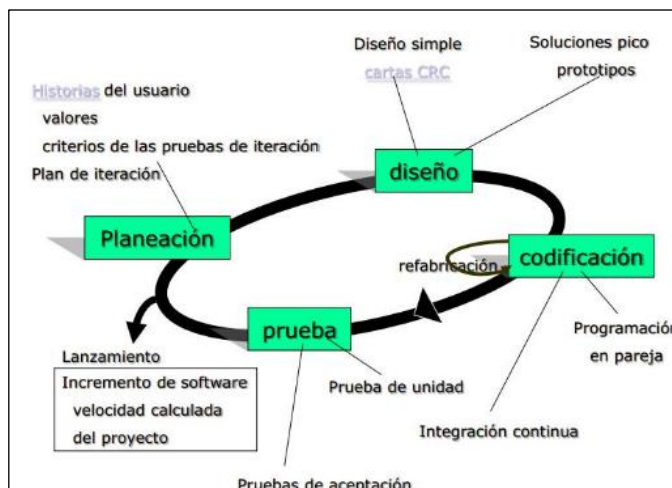 Diseño simple
cartas CRC
Soluciones pico
prototipos
Historias del usuario
valores
criterios de las pruebas de iteración
Plan de iteración
diseño
Planeación
refabricación
codificación
prueba
Programación
en pareja
Lanzamiento
Incremento de software
velocidad calculada
del proyecto
Prueba de unidad
Integración continua
Pruebas de aceptación